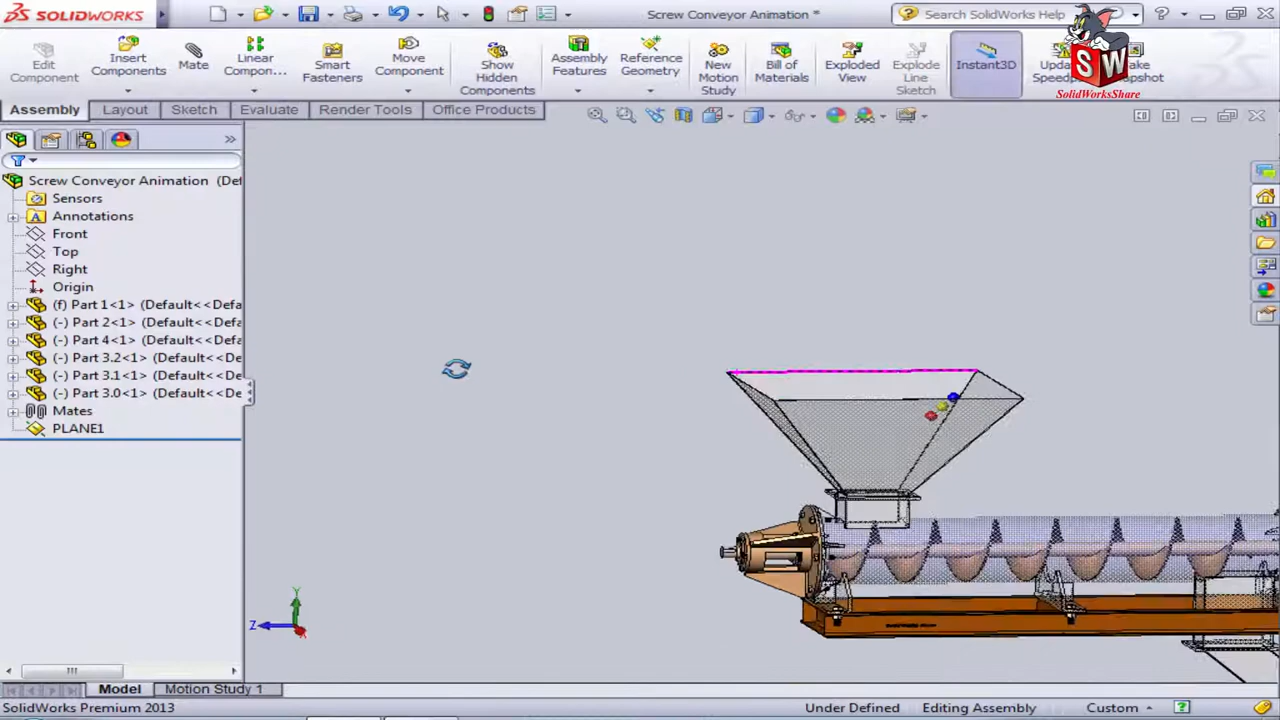 SOLIDWORKS
Screw Conveyor Animation *
Search SolidWorks Help
Edit Component
Insert Components
Mate
Linear Compon...
Smart Fasteners
Move Component
Show Hidden Components
Assembly Features
Reference Geometry
New Motion Study
Bill of Materials
Exploded View
Explode Line Sketch
Instant3D
SW
SolidWorksShare
Assembly
Layout
Sketch
Evaluate
Render Tools
Office Products
Screw Conveyor Animation (Def
Sensors
Annotations
Front
Top
Right
Origin
(f) Part 1<1> (Default<<Defa
(-) Part 2<1> (Default<<Defa
(-) Part 4<1> (Default<<Defa
(-) Part 3.2<1> (Default<<De
(-) Part 3.1<1> (Default<<De
(-) Part 3.0<1> (Default<<De
Mates
PLANE1
Y
Z
Model
Motion Study 1
SolidWorks Premium 2013
Under Defined
Editing Assembly
Custom